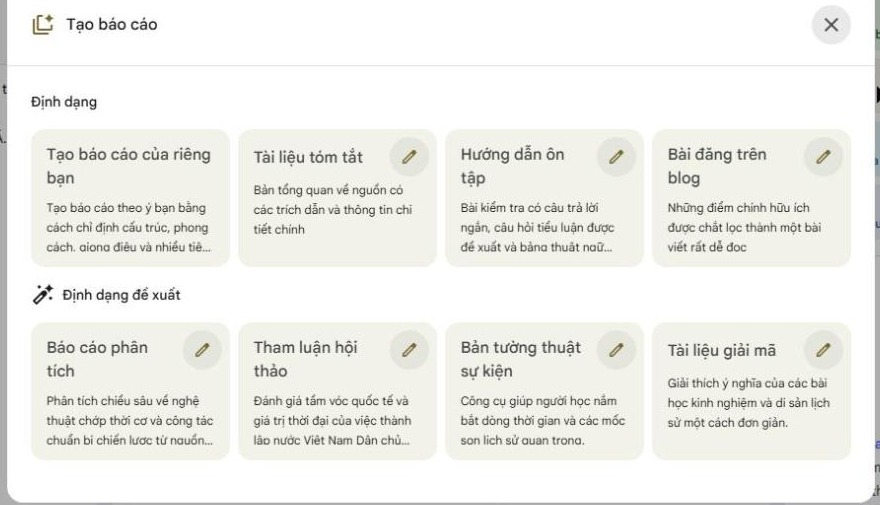 Tạo báo cáo
Định dạng
Tạo báo cáo của riêng
bạn
Tạo báo cáo theo ý bạn bằng
cách chỉ định cấu trúc, phong
cách, giọng điệu và nhiều tiê...
Tài liệu tóm tắt
Bản tổng quan về nguồn có
các trích dẫn và thông tin chi
tiết chính
Hướng dẫn ôn
tập
Bài kiểm tra có câu trả lời
ngắn, câu hỏi tiểu luận được
đề xuất và bảng thuật ngữ...
Bài đăng trên
blog
Những điểm chính hữu ích
được chắt lọc thành một bài
viết rất dễ đọc
Định dạng đề xuất
Báo cáo phân
tích
Phân tích chiều sâu về nghệ
thuật chớp thời cơ và công tác
chuẩn bị chiến lược từ nguồn...
Tham luận hội
thảo
Đánh giá tầm vóc quốc tế và
giá trị thời đại của việc thành
lập nước Việt Nam Dân chủ...
Bản tường thuật
sự kiện
Công cụ giúp người học nắm
bắt dòng thời gian và các mốc
son lịch sử quan trọng.
Tài liệu giải mã
Giải thích ý nghĩa của các bài
học kinh nghiệm và di sản lịch
sử một cách đơn giản.